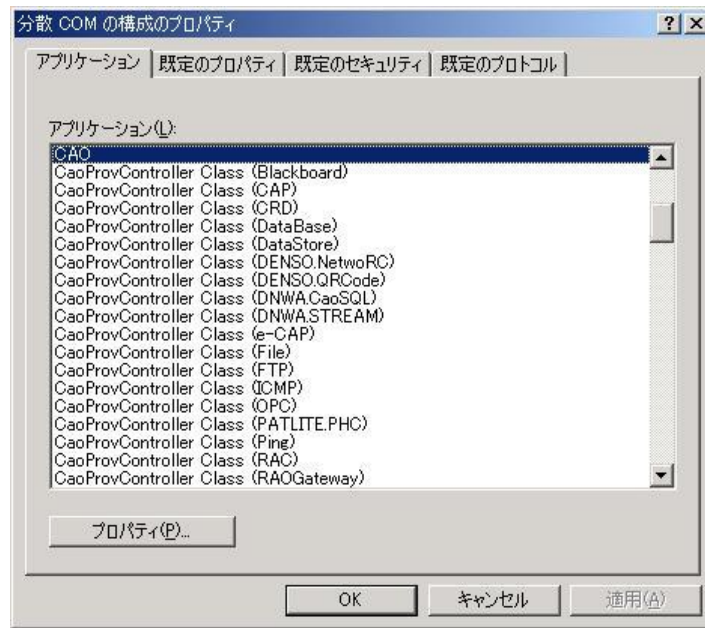 分散 COM の構成のプロパティ
アプリケーション 既定のプロパティ 既定のセキュリティ 既定のプロトコル
アプリケーション(L):
CAO
CaoProvController Class (Blackboard)
CaoProvController Class (CAP)
CaoProvController Class (CRD)
CaoProvController Class (DataBase)
CaoProvController Class (DataStore)
CaoProvController Class (DENSO.NetwoRC)
CaoProvController Class (DENSO.QRCode)
CaoProvController Class (DNWA.CaoSQL)
CaoProvController Class (DNWA.STREAM)
CaoProvController Class (e-CAP)
CaoProvController Class (File)
CaoProvController Class (FTP)
CaoProvController Class (ICMP)
CaoProvController Class (OPC)
CaoProvController Class (PATLITE.PHC)
CaoProvController Class (Ping)
CaoProvController Class (RAC)
CaoProvController Class (RAOGateway)
プロパティ(P)...
OK キャンセル 適用(A)